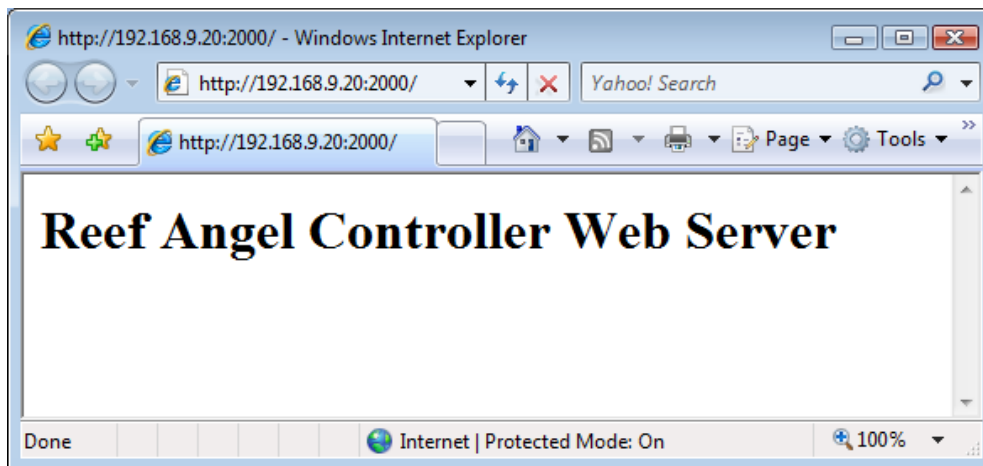 http://192.168.9.20:2000/ - Windows Internet Explorer
http://192.168.9.20:2000/ Yahoo! Search
http://192.168.9.20:2000/ Page Tools »
Reef Angel Controller Web Server
Done Internet | Protected Mode: On 100%